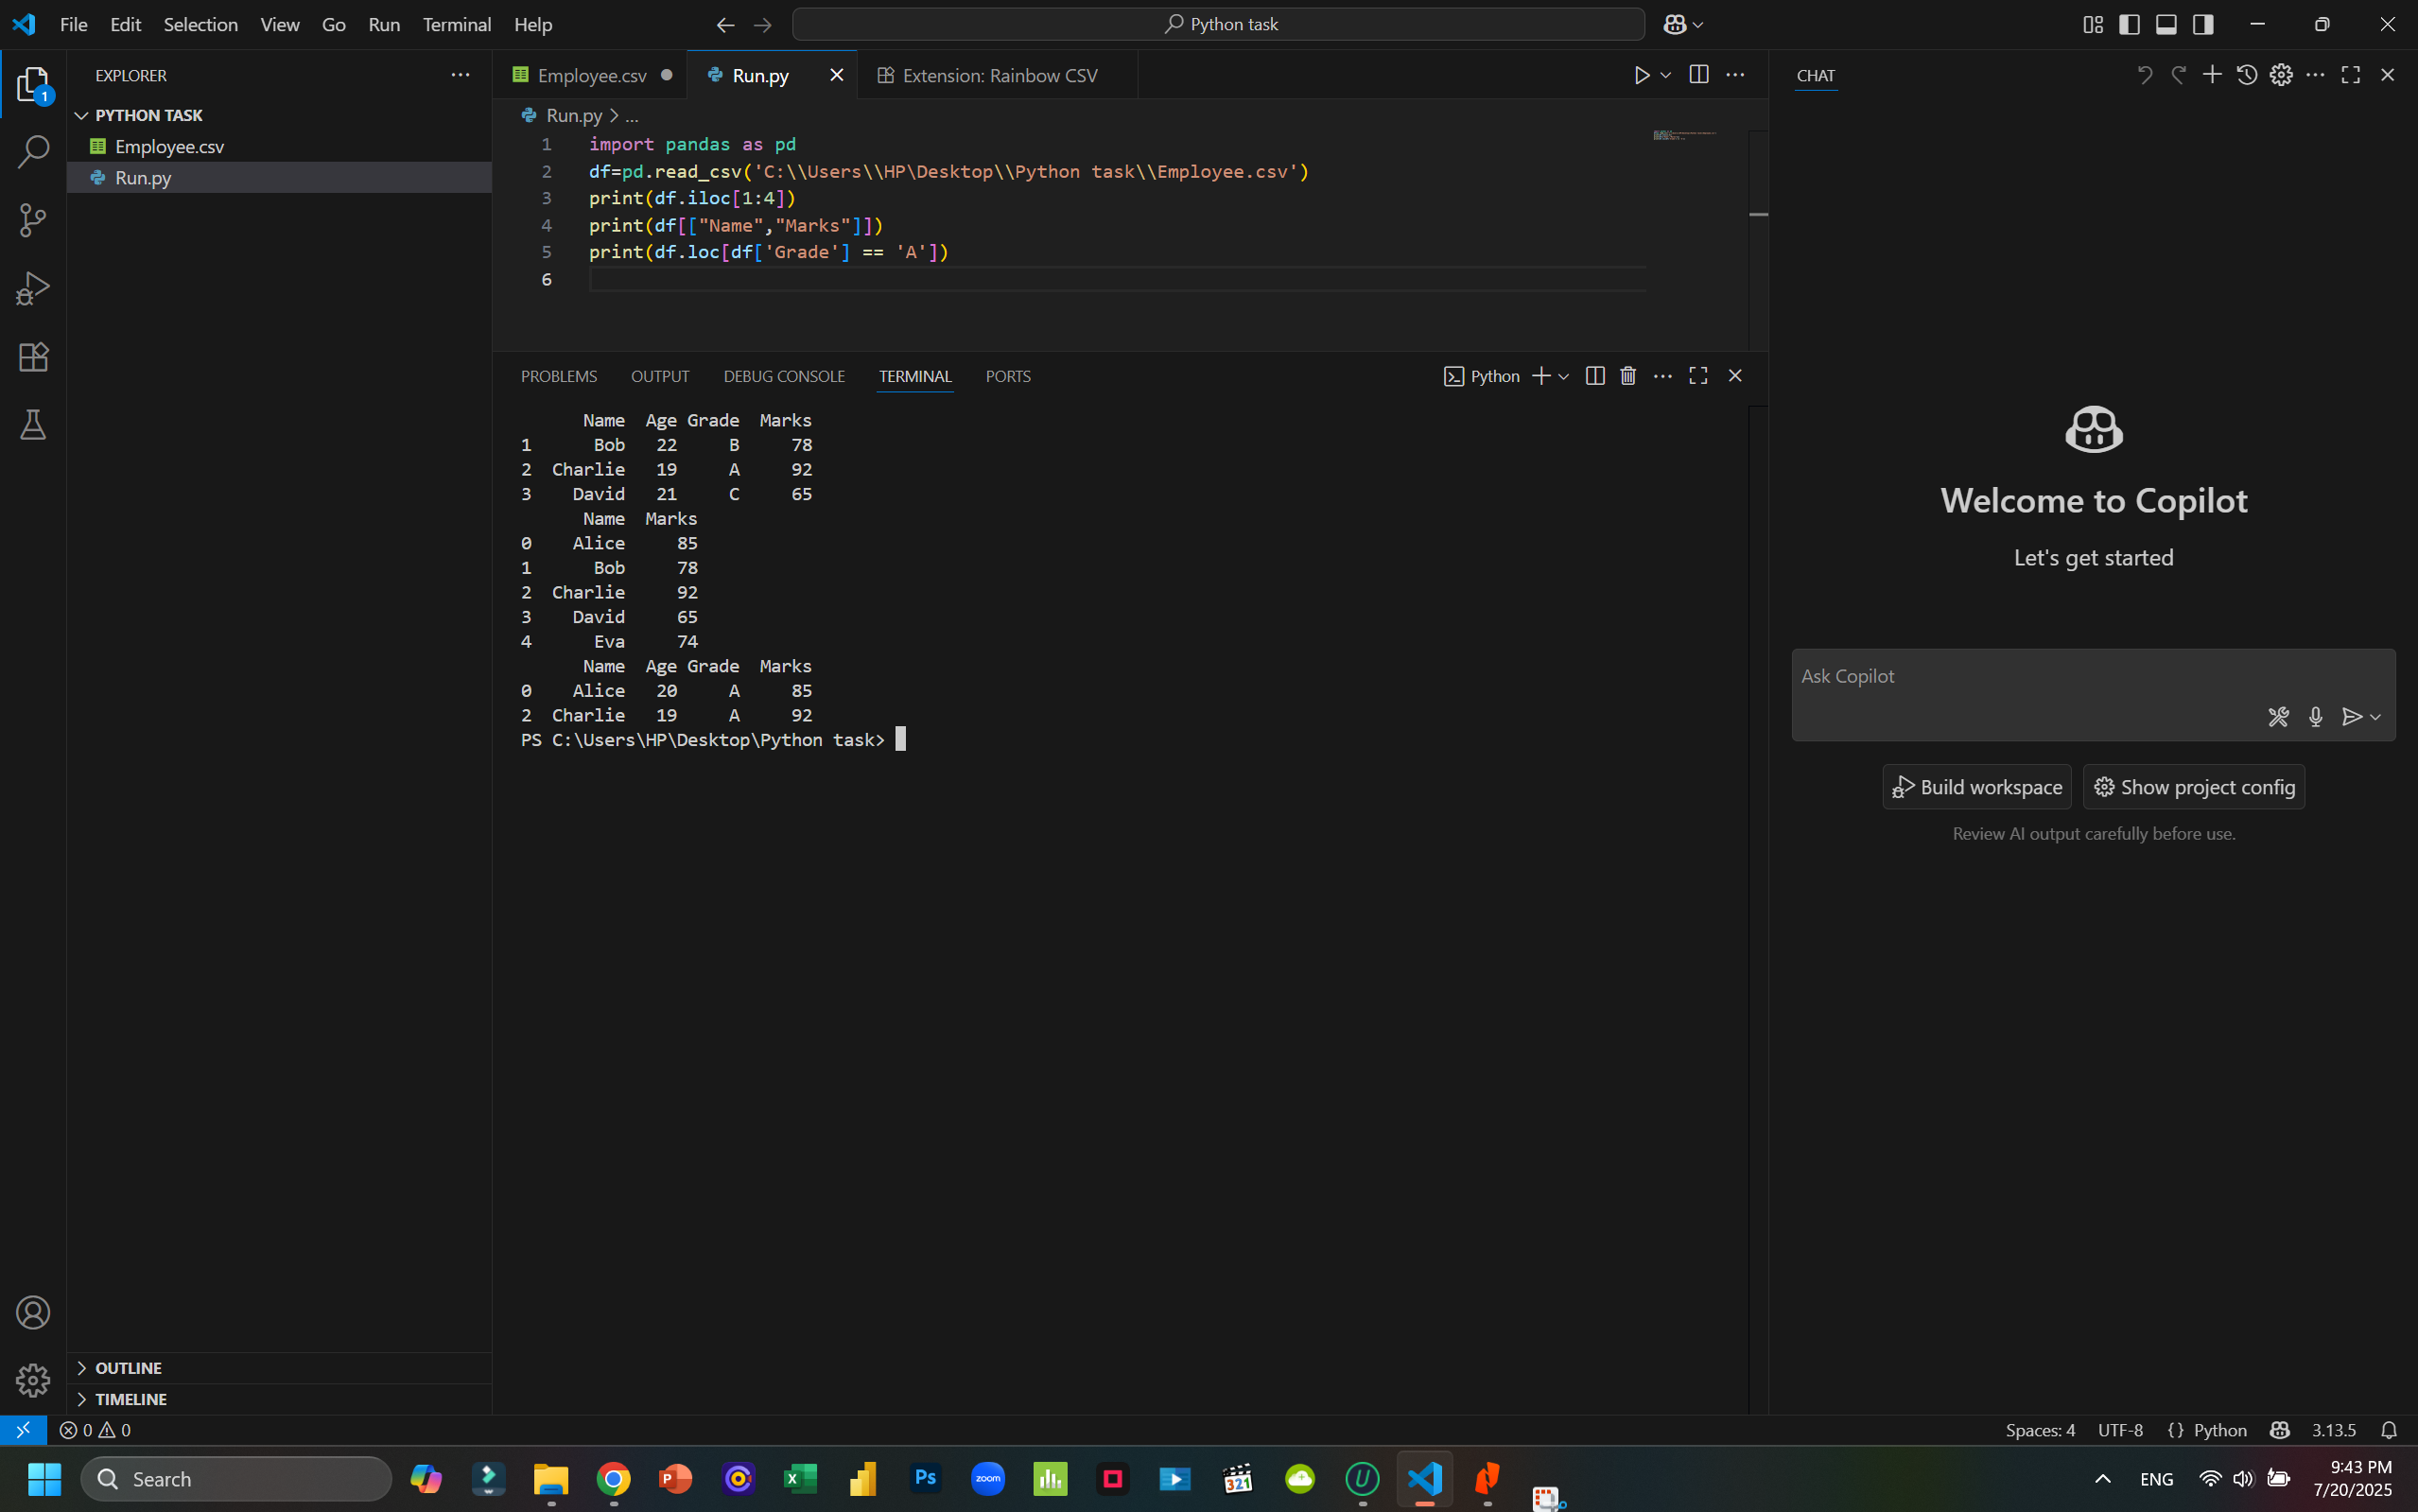 File Edit Selection View Go Run Terminal Help
Python task
EXPLORER
PYTHON TASK
Employee.csv
Run.py
OUTLINE
TIMELINE
1
Employee.csv
Run.py
Extension: Rainbow CSV
Run.py > ...
1 import pandas as pd
2 df=pd.read_csv('C:\\Users\\HP\Desktop\\Python task\\Employee.csv')
3 print(df.iloc[1:4])
4 print(df[["Name","Marks"]])
5 print(df.loc[df['Grade'] == 'A'])
6
PROBLEMS OUTPUT DEBUG CONSOLE TERMINAL PORTS
Python
Name Age Grade Marks
1 Bob 22 B 78
2 Charlie 19 A 92
3 David 21 C 65
Name Marks
0 Alice 85
1 Bob 78
2 Charlie 92
3 David 65
4 Eva 74
Name Age Grade Marks
0 Alice 20 A 85
2 Charlie 19 A 92
PS C:\Users\HP\Desktop\Python task>
CHAT
Welcome to Copilot
Let's get started
Ask Copilot
Build workspace
Show project config
Review AI output carefully before use.
0 0
Spaces: 4 UTF-8 {} Python 3.13.5
Search
P
X
Ps
zoom
321
U
ENG
9:43 PM
7/20/2025